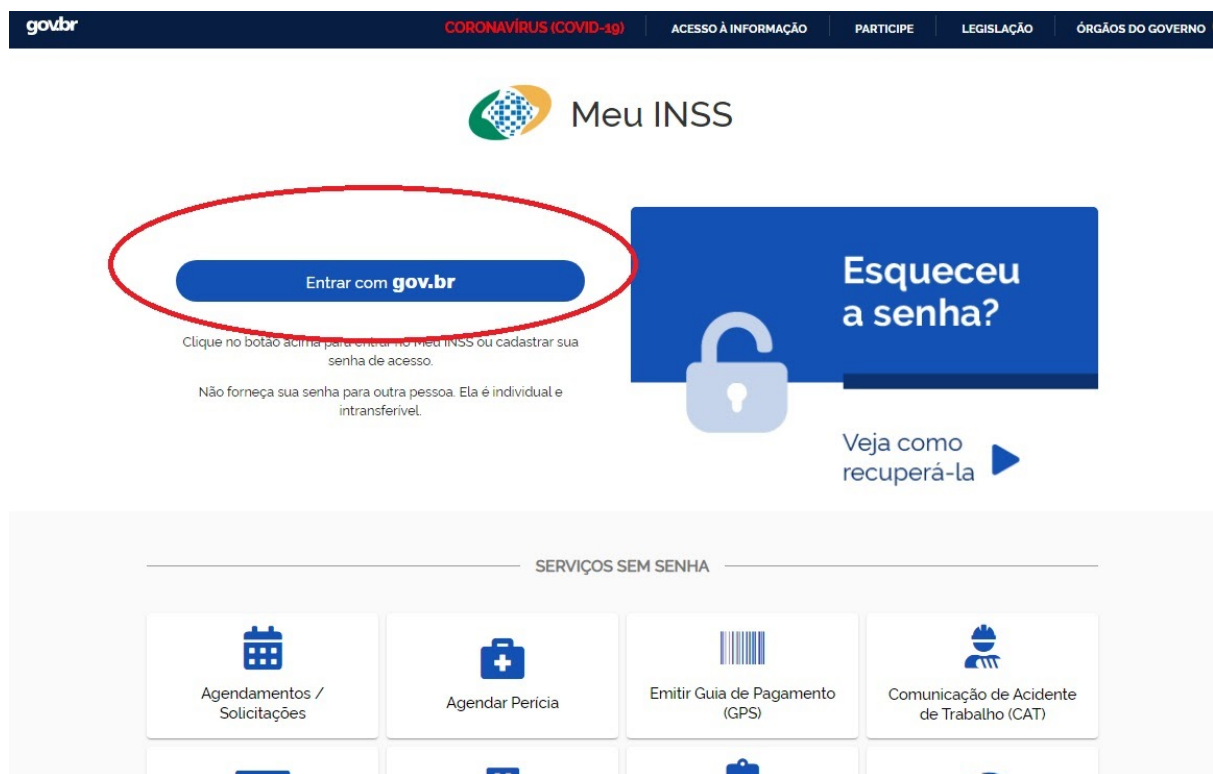 gov.br
CORONAVÍRUS (COVID-19)
ACESSO À INFORMAÇÃO
PARTICIPE
LEGISLAÇÃO
ÓRGÃOS DO GOVERNO
Meu INSS
Entrar com gov.br
Clique no botão acima para entrar no Meu INSS ou cadastrar sua
senha de acesso.
Não forneça sua senha para outra pessoa. Ela é individual e
intransferível.
Esqueceu
a senha?
Veja como
recuperá-la
SERVIÇOS SEM SENHA
Agendamentos /
Solicitações
Agendar Perícia
Emitir Guia de Pagamento
(GPS)
Comunicação de Acidente
de Trabalho (CAT)